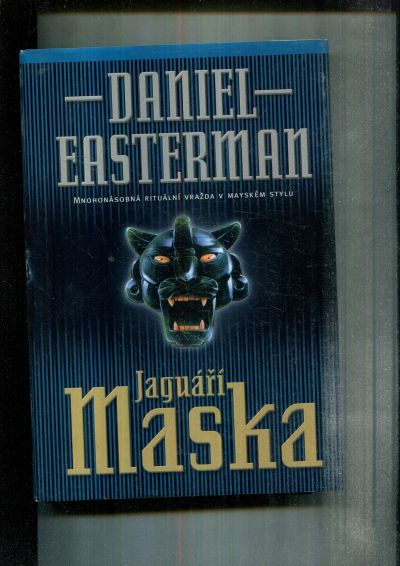 DANIEL
EASTERMAN
MNOHONÁSOBNÁ RITUÁLNÍ VRAŽDA V MAYSKÉM STYLU
Jaguáří
Maska